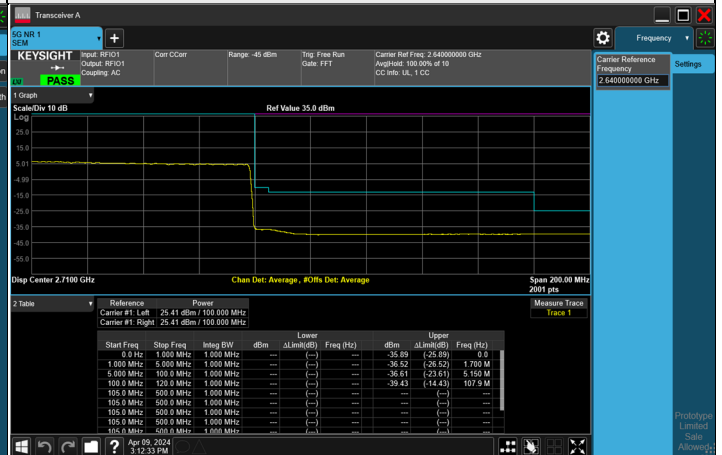 Transceiver A
5G NR 1
SEM
Frequency
KEYSIGHT
LNI
PASS
Input: RFIO1
Output: RFIO1
Coupling: AC
Corr CCorr
Range: -45 dBm
Trig: Free Run
Gate: FFT
Carrier Ref Freq: 2.640000000 GHz
Avg|Hold: 100.00% of 10
CC Info: UL, 1 CC
Carrier Reference
Frequency
2.640000000 GHz
Settings
1 Graph
Scale/Div 10 dB
Ref Value 35.0 dBm
Log
25.0
15.0
5.01
-4.99
-15.0
-25.0
-35.0
-45.0
-55.0
Disp Center 2.7100 GHz
Chan Det: Average, #Offs Det: Average
Span 200.00 MHz
2001 pts
2 Table
Reference Power
Carrier #1: Left 25.41 dBm / 100.000 MHz
Carrier #1: Right 25.41 dBm / 100.000 MHz
Measure Trace
Trace 1
Lower Upper
Start Freq Stop Freq Integ BW dBm ΔLimit(dB) Freq (Hz) dBm ΔLimit(dB) Freq (Hz)
0.0 Hz 1.000 MHz 1.000 MHz --- (---) --- -35.89 (-25.89) 0.0
1.000 MHz 5.000 MHz 1.000 MHz --- (---) --- -36.52 (-26.52) 1.700 M
5.000 MHz 100.0 MHz 1.000 MHz --- (---) --- -36.61 (-23.61) 5.150 M
100.0 MHz 120.0 MHz 1.000 MHz --- (---) --- -39.43 (-14.43) 107.9 M
105.0 MHz 500.0 MHz 1.000 MHz --- (---) --- --- (---) ---
105.0 MHz 500.0 MHz 1.000 MHz --- (---) --- --- (---) ---
105.0 MHz 500.0 MHz 1.000 MHz --- (---) --- --- (---) ---
105.0 MHz 500.0 MHz 1.000 MHz --- (---) --- --- (---) ---
105.0 MHz 500.0 MHz 1.000 MHz --- (---) --- --- (---) ---
Prototype
Limited
Sale
Allowed
?
Apr 09, 2024
3:12:33 PM